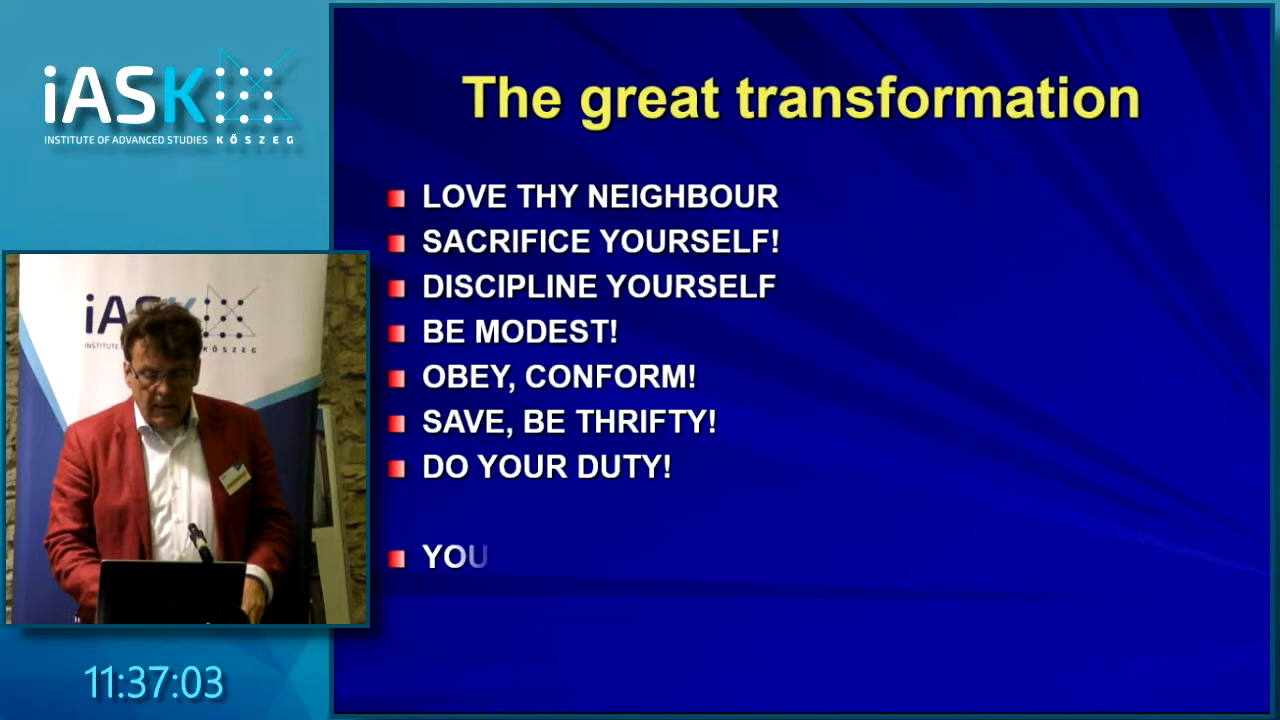 iASK
INSTITUTE OF ADVANCED STUDIES KŐSZEG
The great transformation
LOVE THY NEIGHBOUR
SACRIFICE YOURSELF!
DISCIPLINE YOURSELF
BE MODEST!
OBEY, CONFORM!
SAVE, BE THRIFTY!
DO YOUR DUTY!
YOU
iASK
INSTITUTE
KŐSZEG
11:37:03